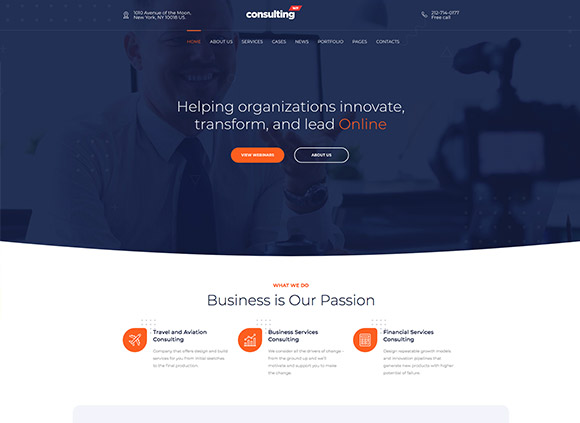 1010 Avenue of the Moon,
New York, NY 10018 US.
consulting
212-714-0177
Free call
HOME ABOUT US SERVICES CASES NEWS PORTFOLIO PAGES CONTACTS
Helping organizations innovate,
transform, and lead Online
VIEW WEBINARS
ABOUT US
WHAT WE DO
Business is Our Passion
Travel and Aviation
Consulting
Company that offers design and build
services for you from initial sketches
to the final production.
Business Services
Consulting
We consider all the drivers of change –
from the ground up and we'll
motivate and support you to make
the change.
Financial Services
Consulting
Design repeatable growth models
and innovation pipelines that
generate new products with higher
potential of failure.